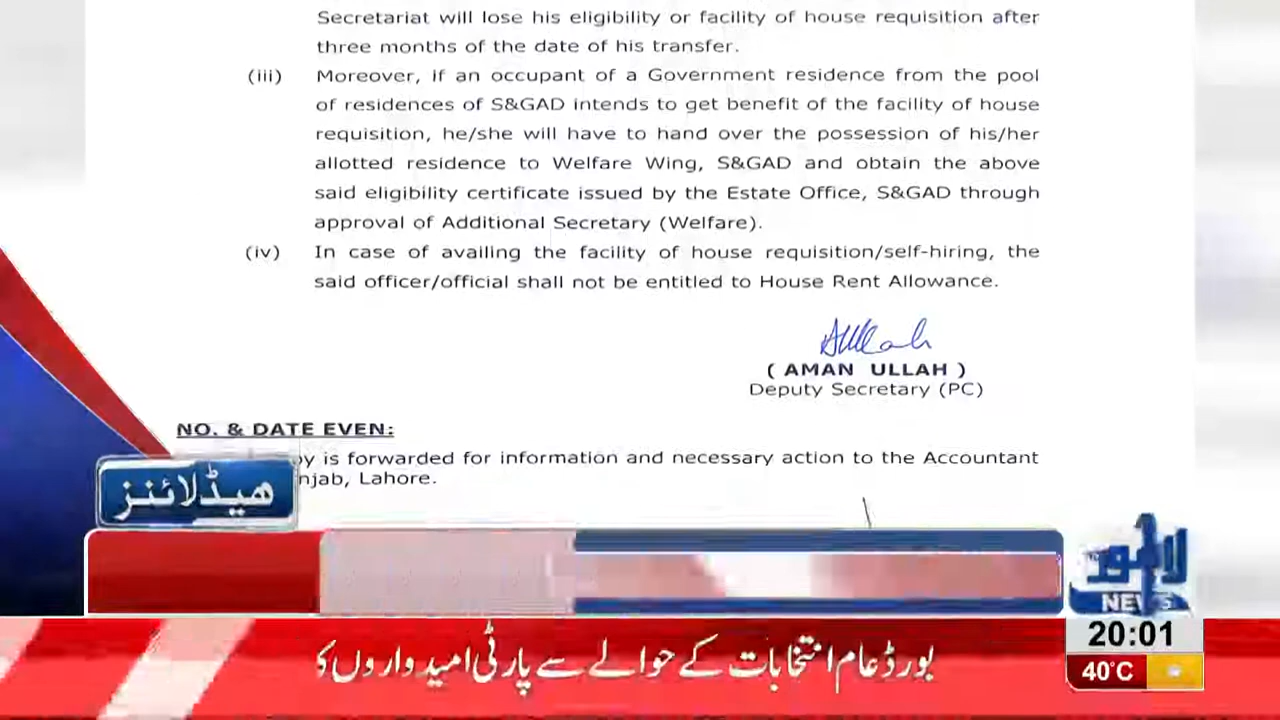 Secretariat will lose his eligibility or facility of house requisition after
three months of the date of his transfer.
(iii) Moreover, if an occupant of a Government residence from the pool
of residences of S&GAD intends to get benefit of the facility of house
requisition, he/she will have to hand over the possession of his/her
allotted residence to Welfare Wing, S&GAD and obtain the above
said eligibility certificate issued by the Estate Office, S&GAD through
approval of Additional Secretary (Welfare).
(iv) In case of availing the facility of house requisition/self-hiring, the
said officer/official shall not be entitled to House Rent Allowance.
( AMAN ULLAH )
Deputy Secretary (PC)
NO. & DATE EVEN:
is forwarded for information and necessary action to the Accountant
Lahore.
ہیڈلائنز
لاہور
NEWS
20:01
40°C
بورڈ عام انتخابات کے حوالے سے پارٹی امیدواروں کا